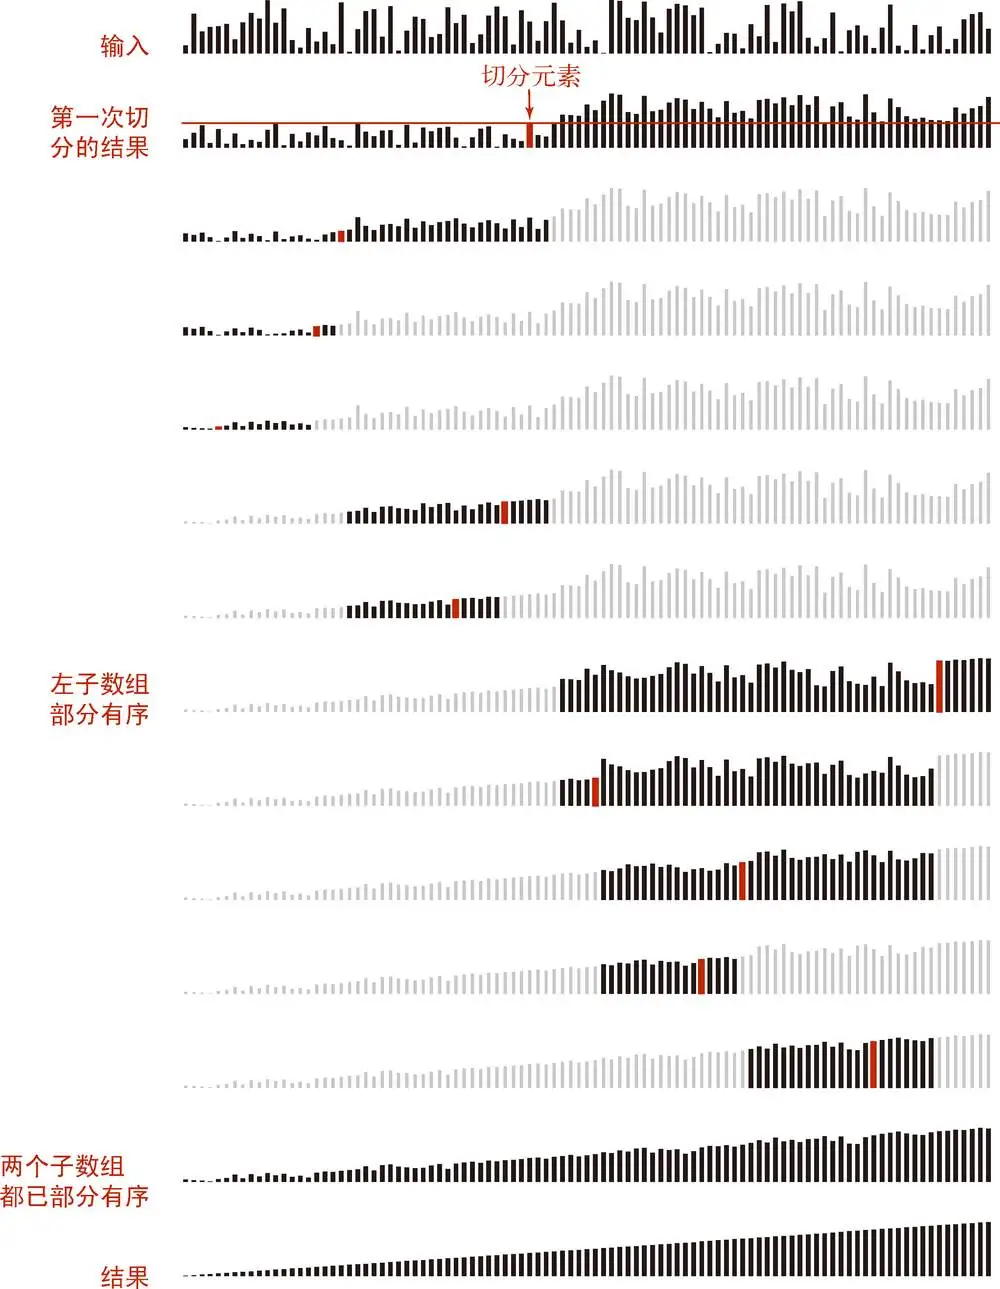 输入
切分元素
第一次切
分的结果
左子数组
部分有序
两个子数组
都已部分有序
结果